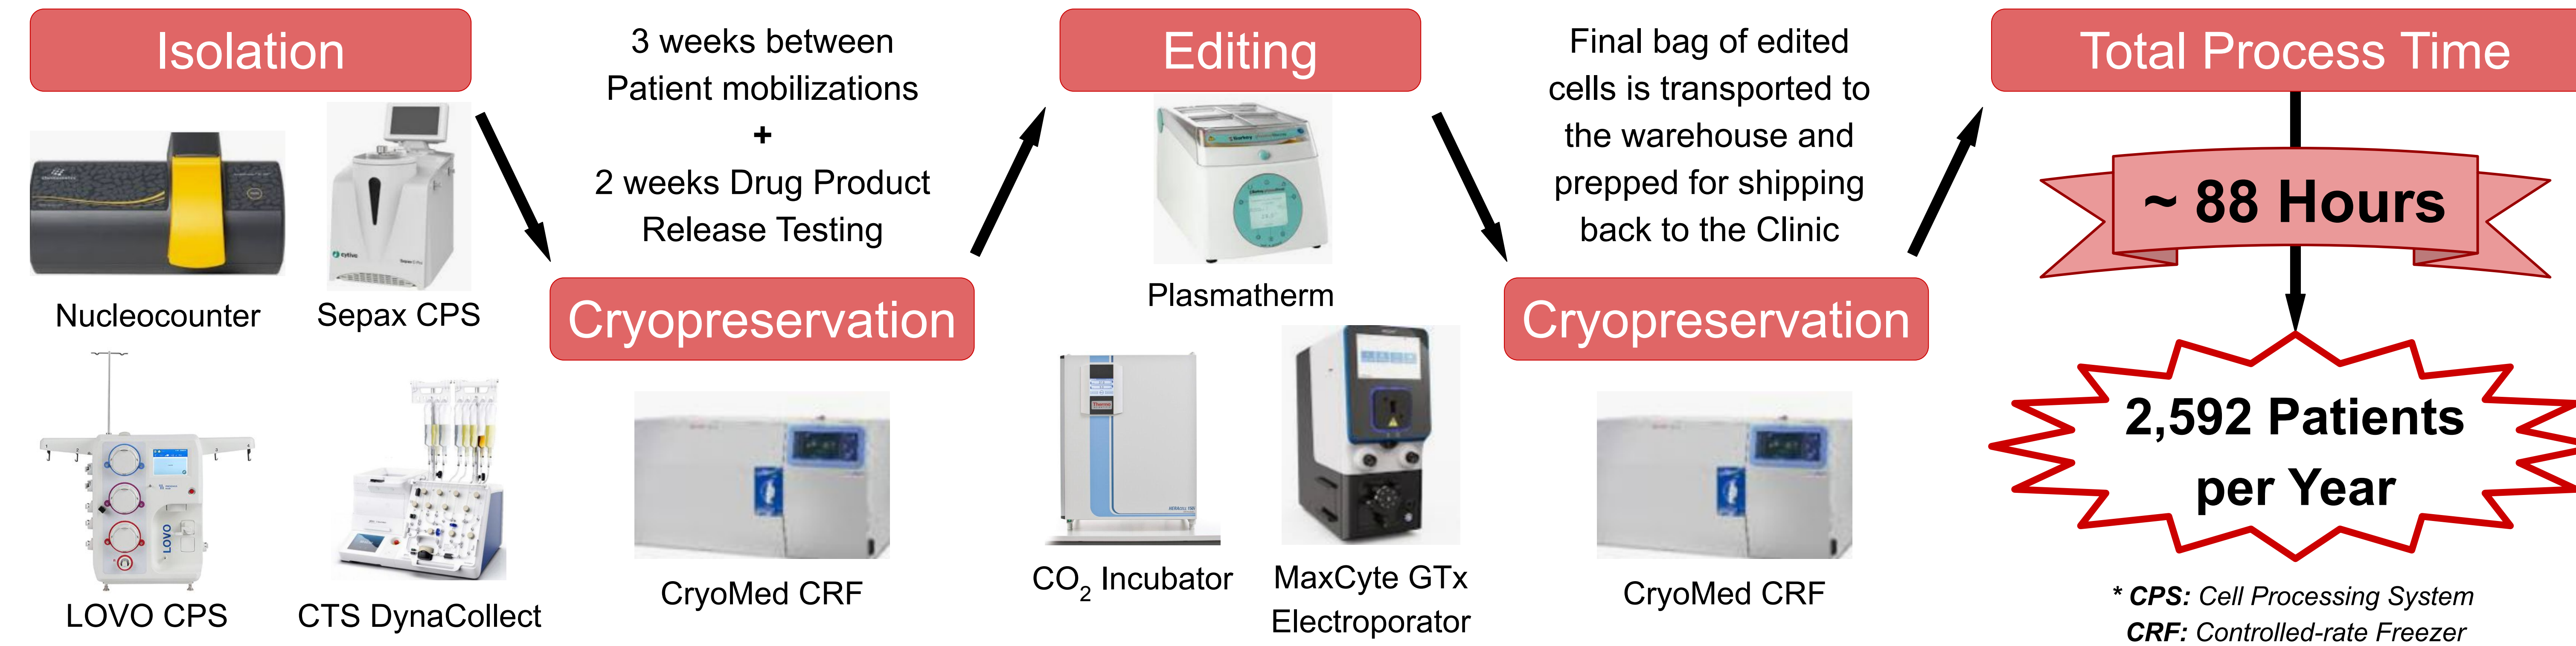 Isolation
Nucleocounter
Sepax CPS
LOVO CPS
CTS DynaCollect
3 weeks between
Patient mobilizations
+
2 weeks Drug Product
Release Testing
Cryopreservation
CryoMed CRF
Editing
Plasmatherm
CO₂ Incubator
MaxCyte GTx
Electroporator
Final bag of edited
cells is transported to
the warehouse and
prepped for shipping
back to the Clinic
Cryopreservation
CryoMed CRF
Total Process Time
~ 88 Hours
2,592 Patients
per Year
* CPS: Cell Processing System
CRF: Controlled-rate Freezer
cytiva
LOVO